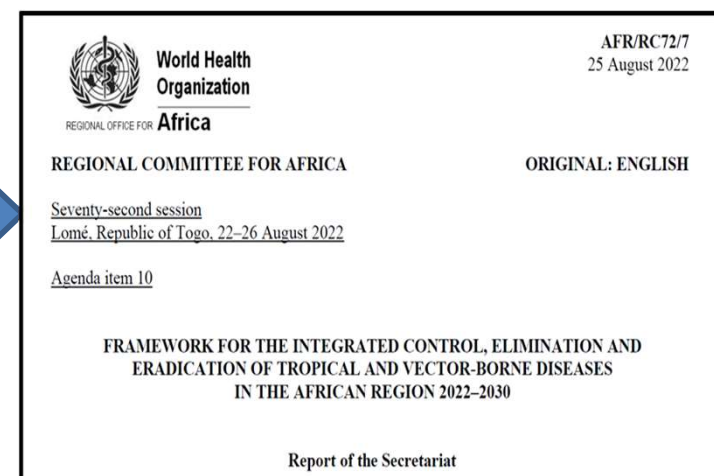 World Health
Organization
REGIONAL OFFICE FOR Africa
AFR/RC72/7
25 August 2022
REGIONAL COMMITTEE FOR AFRICA
ORIGINAL: ENGLISH
Seventy-second session
Lomé, Republic of Togo, 22–26 August 2022
Agenda item 10
FRAMEWORK FOR THE INTEGRATED CONTROL, ELIMINATION AND
ERADICATION OF TROPICAL AND VECTOR-BORNE DISEASES
IN THE AFRICAN REGION 2022–2030
Report of the Secretariat